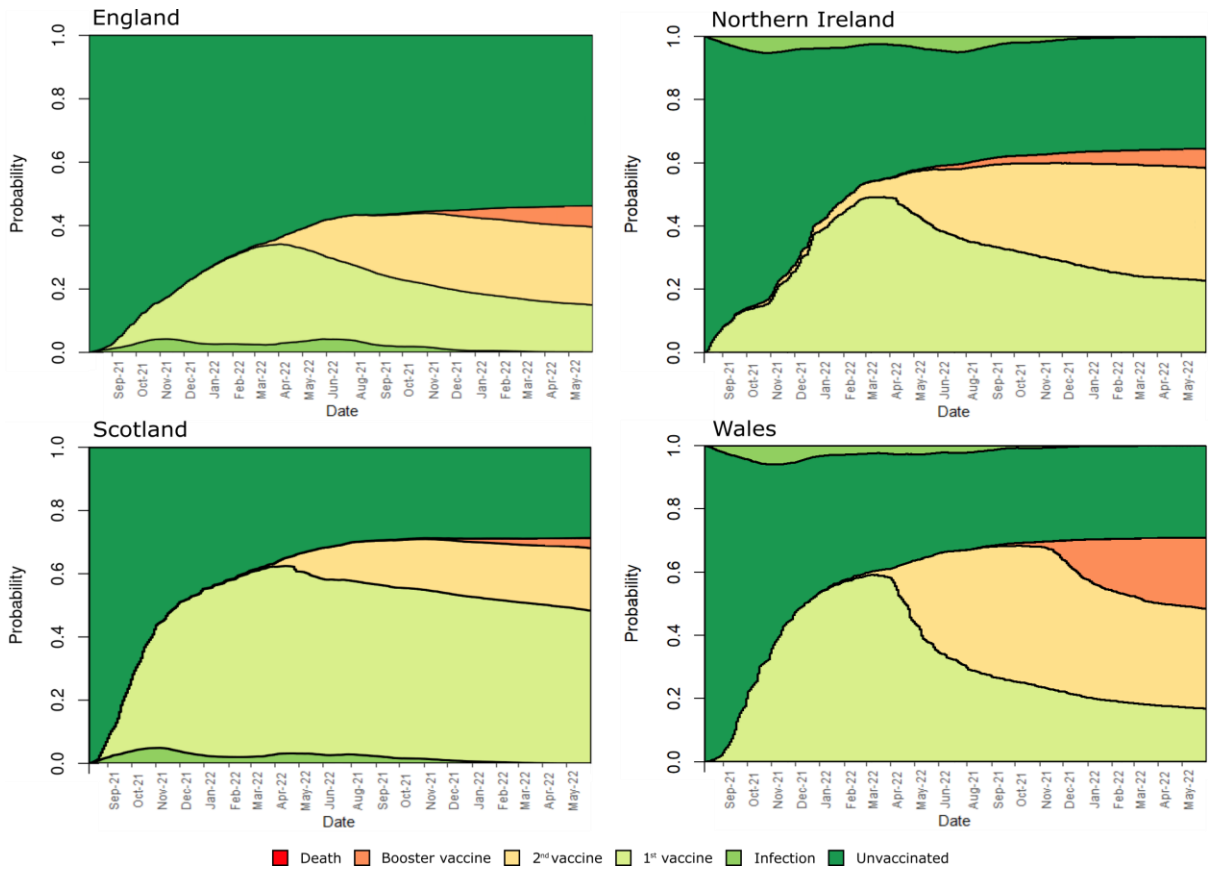 England
Probability
1.0
0.8
0.6
0.4
0.2
0.0
Sep-21 Oct-21 Nov-21 Dec-21 Jan-22 Feb-22 Mar-22 Apr-22 May-22 Jun-22 Aug-21 Sep-21 Oct-21 Nov-21 Dec-21 Jan-22 Feb-22 Mar-22 Apr-22 May-22
Date
Northern Ireland
Probability
1.0
0.8
0.6
0.4
0.2
0.0
Sep-21 Oct-21 Nov-21 Dec-21 Jan-22 Feb-22 Mar-22 Apr-22 May-22 Jun-22 Aug-21 Sep-21 Oct-21 Nov-21 Dec-21 Jan-22 Feb-22 Mar-22 Apr-22 May-22
Date
Scotland
Probability
1.0
0.8
0.6
0.4
0.2
0.0
Sep-21 Oct-21 Nov-21 Dec-21 Jan-22 Feb-22 Mar-22 Apr-22 May-22 Jun-22 Aug-21 Sep-21 Oct-21 Nov-21 Dec-21 Jan-22 Feb-22 Mar-22 Apr-22 May-22
Date
Wales
Probability
1.0
0.8
0.6
0.4
0.2
0.0
Sep-21 Oct-21 Nov-21 Dec-21 Jan-22 Feb-22 Mar-22 Apr-22 May-22 Jun-22 Aug-21 Sep-21 Oct-21 Nov-21 Dec-21 Jan-22 Feb-22 Mar-22 Apr-22 May-22
Date
Death Booster vaccine 2nd vaccine 1st vaccine Infection Unvaccinated